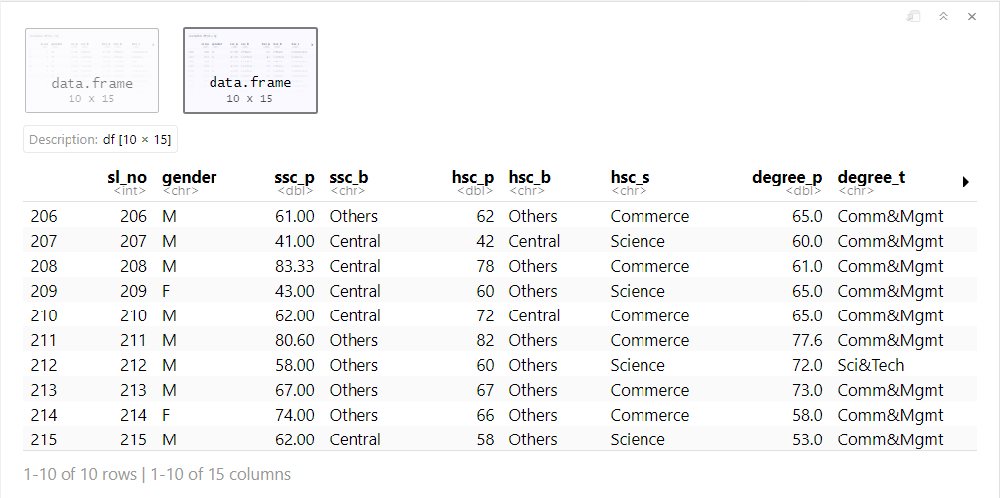 data.frame data.frame
10 x 15 10 x 15
Description: df [10 × 15]
sl_no gender ssc_p ssc_b hsc_p hsc_b hsc_s degree_p degree_t
<int> <chr> <dbl> <chr> <dbl> <chr> <chr> <dbl> <chr>
206 206 M 61.00 Others 62 Others Commerce 65.0 Comm&Mgmt
207 207 M 41.00 Central 42 Central Science 60.0 Comm&Mgmt
208 208 M 83.33 Central 78 Others Commerce 61.0 Comm&Mgmt
209 209 F 43.00 Central 60 Others Science 65.0 Comm&Mgmt
210 210 M 62.00 Central 72 Central Commerce 65.0 Comm&Mgmt
211 211 M 80.60 Others 82 Others Commerce 77.6 Comm&Mgmt
212 212 M 58.00 Others 60 Others Science 72.0 Sci&Tech
213 213 M 67.00 Others 67 Others Commerce 73.0 Comm&Mgmt
214 214 F 74.00 Others 66 Others Commerce 58.0 Comm&Mgmt
215 215 M 62.00 Central 58 Others Science 53.0 Comm&Mgmt
1-10 of 10 rows | 1-10 of 15 columns